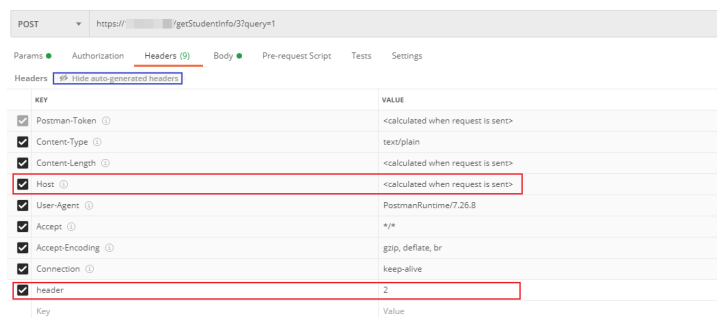 POST https:// /getStudentInfo/3?query=1
Params Authorization Headers (9) Body Pre-request Script Tests Settings
Headers Hide auto-generated headers
KEY VALUE
Postman-Token <calculated when request is sent>
Content-Type text/plain
Content-Length <calculated when request is sent>
Host <calculated when request is sent>
User-Agent PostmanRuntime/7.26.8
Accept */*
Accept-Encoding gzip, deflate, br
Connection keep-alive
header 2
Key Value